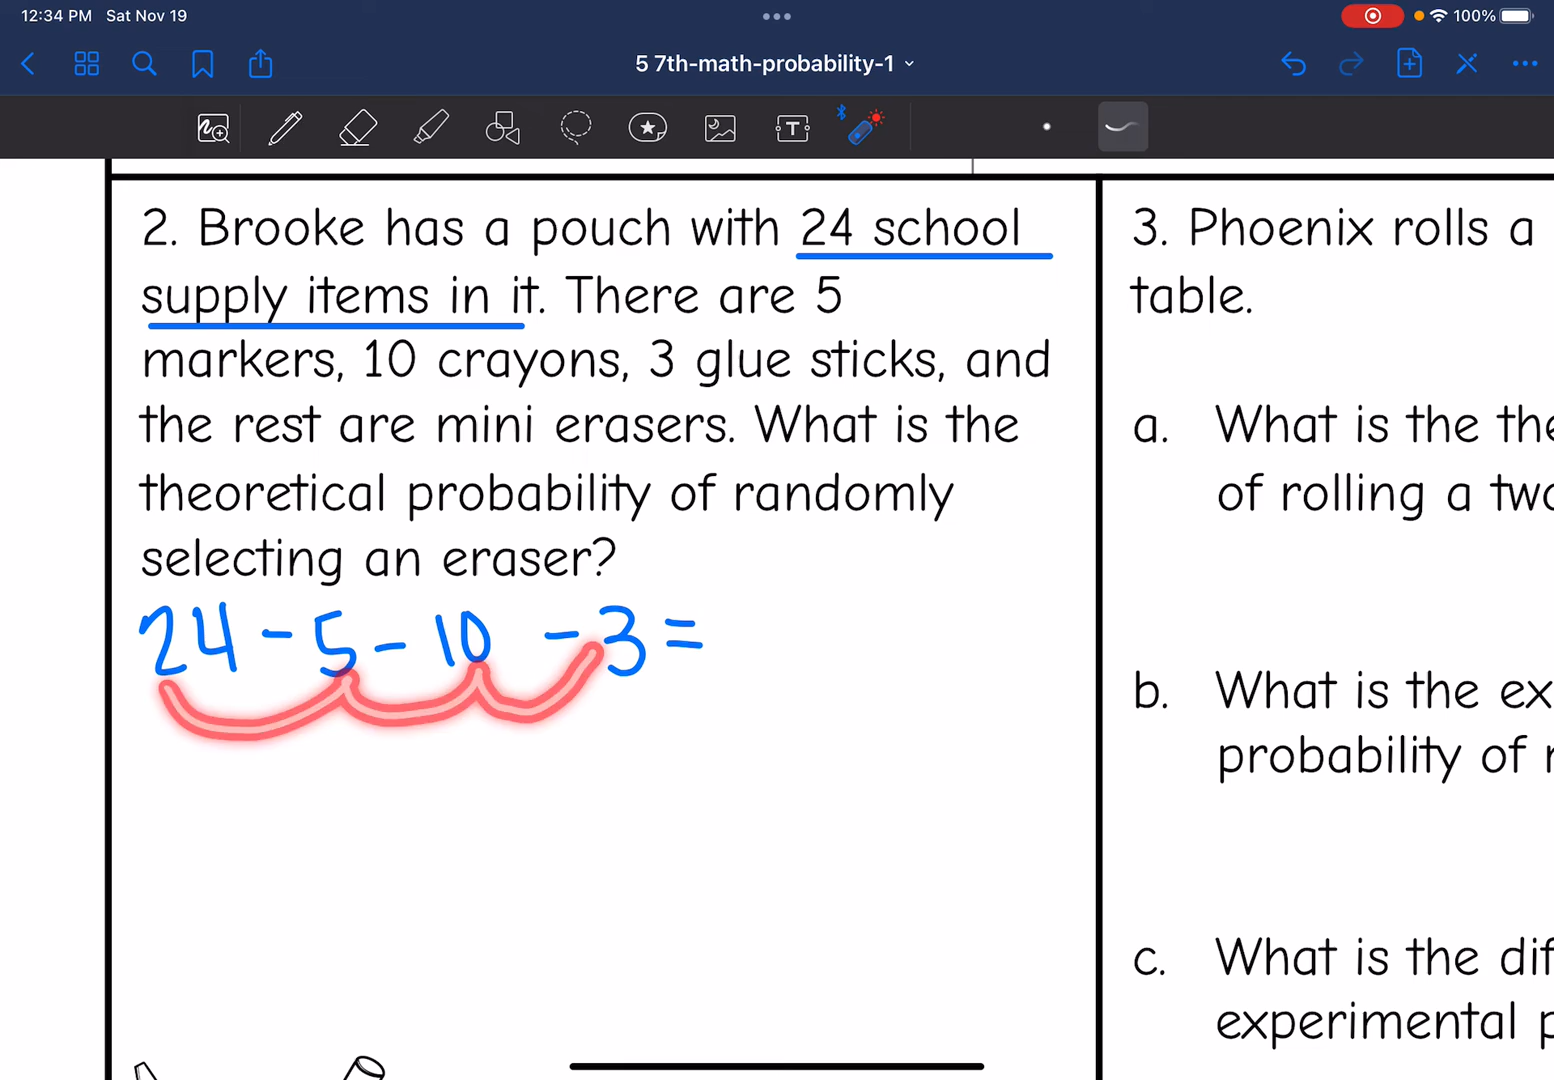 12:34 PM Sat Nov 19
100%
5 7th-math-probability-1
T
2. Brooke has a pouch with 24 school
supply items in it. There are 5
markers, 10 crayons, 3 glue sticks, and
the rest are mini erasers. What is the
theoretical probability of randomly
selecting an eraser?
24 - 5 - 10 - 3 =
3. Phoenix rolls a
table.
a. What is the
of rolling a
b. What is the
probability of
c. What is the
experimental